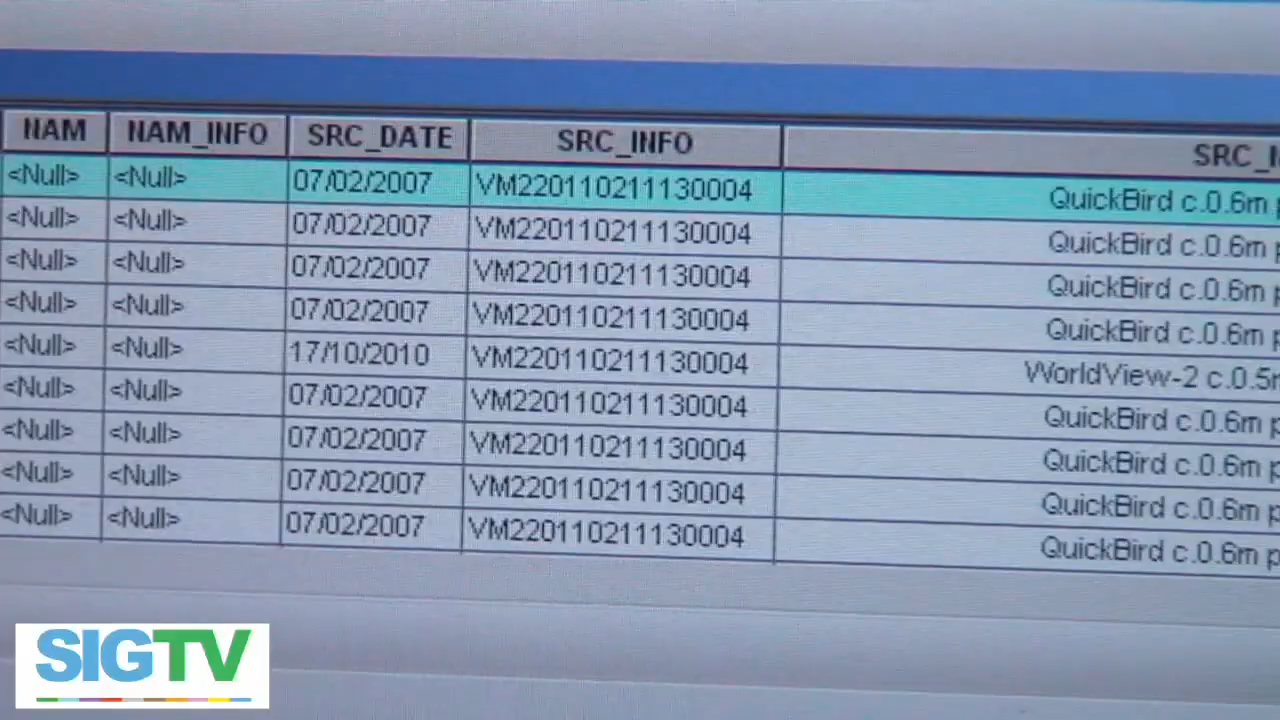 NAM NAM_INFO SRC_DATE SRC_INFO SRC_I
<Null> <Null> 07/02/2007 VM220110211130004 QuickBird c.0.6m p
<Null> <Null> 07/02/2007 VM220110211130004 QuickBird c.0.6m p
<Null> <Null> 07/02/2007 VM220110211130004 QuickBird c.0.6m p
<Null> <Null> 07/02/2007 VM220110211130004 QuickBird c.0.6m p
<Null> <Null> 17/10/2010 VM220110211130004 WorldView-2 c.0.5m
<Null> <Null> 07/02/2007 VM220110211130004 QuickBird c.0.6m p
<Null> <Null> 07/02/2007 VM220110211130004 QuickBird c.0.6m p
<Null> <Null> 07/02/2007 VM220110211130004 QuickBird c.0.6m p
<Null> <Null> 07/02/2007 VM220110211130004 QuickBird c.0.6m p
SIGTV